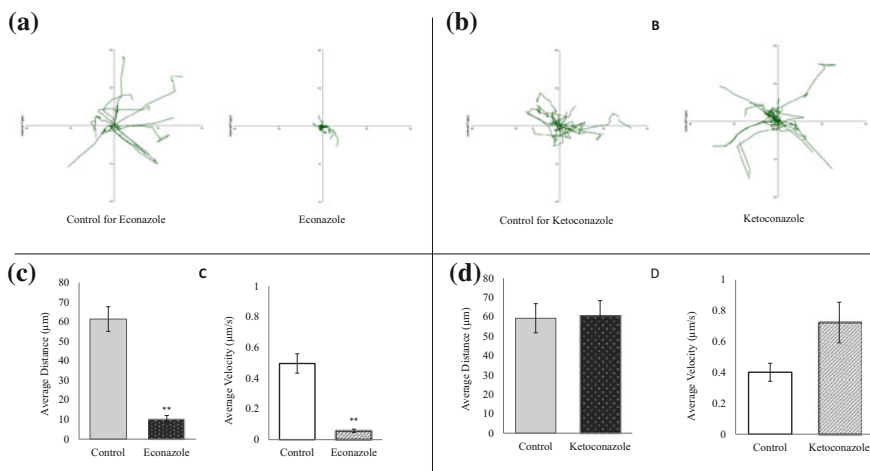 (a)
(b)
B
Control for Econazole
Econazole
Control for Ketoconazole
Ketoconazole
(c)
C
Average Distance (µm)
80
70
60
50
40
30
20
10
0
Control
Econazole
**
Average Velocity (µm/s)
1
0.8
0.6
0.4
0.2
0
Control
Econazole
**
(d)
D
Average Distance (µm)
80
70
60
50
40
30
20
10
0
Control
Ketoconazole
Average Velocity (µm/s)
1
0.8
0.6
0.4
0.2
0
Control
Ketoconazole